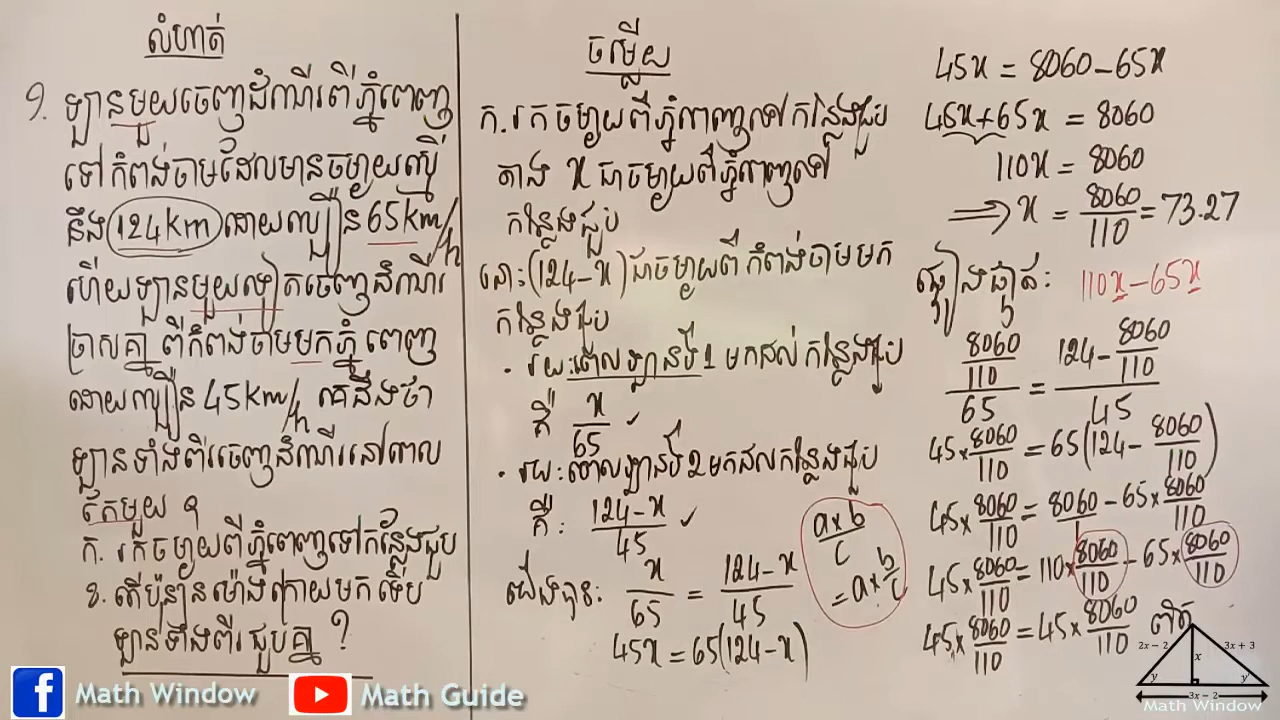 លំហាត់
១. ឡានមួយចេញដំណើរពីភ្នំពេញ
ទៅកំពង់ចាមដែលមានចម្ងាយស្មើ
នឹង 124km ដោយល្បឿន 65km/h
ហើយឡានមួយទៀតចេញដំណើរ
ច្រាសគ្នា ពីកំពង់ចាមមកភ្នំពេញ
ដោយល្បឿន 45km/h គេដឹងថា
ឡានទាំងពីរចេញដំណើរនៅពេល
តែមួយ ។
ក. រកចម្ងាយពីភ្នំពេញទៅកន្លែងជួប
ខ. តើប៉ុន្មានម៉ោងក្រោយមកទើប
ឡានទាំងពីរជួបគ្នា ?
ចម្លើយ
ក. រកចម្ងាយពីភ្នំពេញទៅកន្លែងជួប
តាង x ជាចម្ងាយពីភ្នំពេញទៅ
កន្លែងជួប
នោះ (124-x) ជាចម្ងាយពីកំពង់ចាមមក
កន្លែងជួប
• រយៈពេលឡានទី1 មកដល់កន្លែងជួប
គឺ x/65 ✓
• រយៈពេលឡានទី2 មកដល់កន្លែងជួប
គឺ: 124-x/45 ✓
យើងបាន: x/65 = 124-x/45
45x = 65(124-x)
a×b/c
= a×b/c
45x = 8060-65x
45x+65x = 8060
110x = 8060
⟹ x = 8060/110 = 73.27
ផ្ទៀងផ្ទាត់: 110x-65x
8060/110/65 = 124-8060/110/45
45×8060/110 = 65(124-8060/110)
45×8060/110 = 8060-65×8060/110
45×8060/110 = 110×8060/110-65×8060/110
45×8060/110 = 45×8060/110 ពិត
2x-2
3x+3
x
y
y
3x-2
Math Window
Math Window
Math Guide